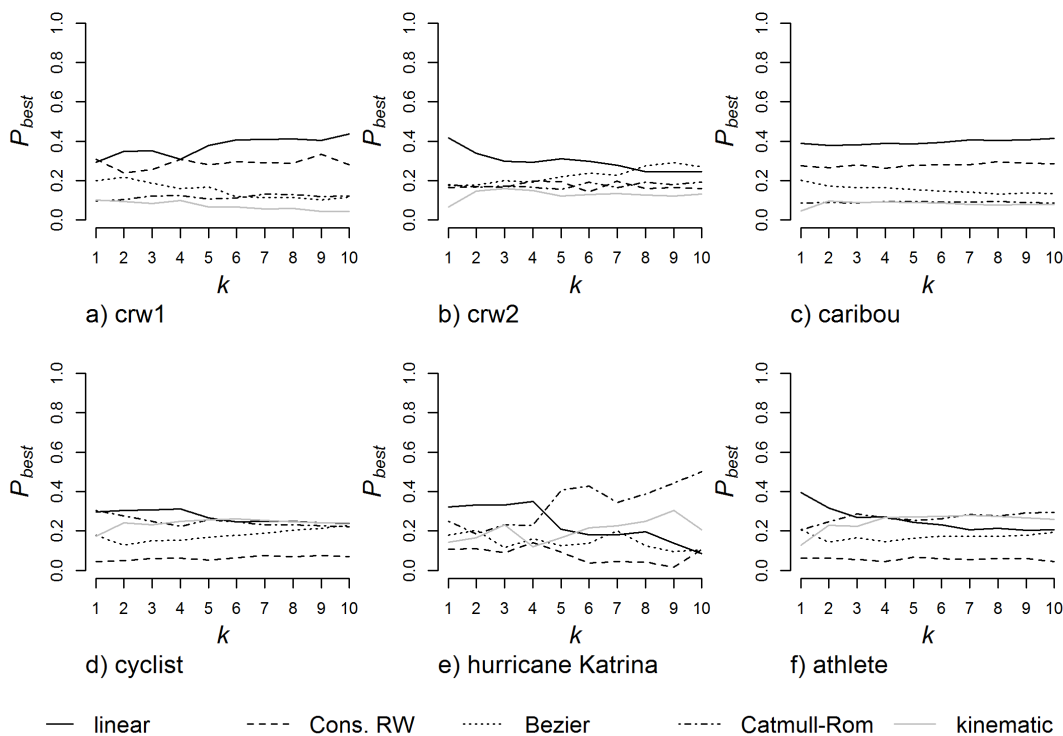 1.0 1.0 1.0
0.8 0.8 0.8
P best P best P best
0.6 0.6 0.6
0.4 0.4 0.4
0.2 0.2 0.2
0.0 0.0 0.0
1 2 3 4 5 6 7 8 9 10 1 2 3 4 5 6 7 8 9 10 1 2 3 4 5 6 7 8 9 10
k k k
a) crw1 b) crw2 c) caribou
1.0 1.0 1.0
0.8 0.8 0.8
P best P best P best
0.6 0.6 0.6
0.4 0.4 0.4
0.2 0.2 0.2
0.0 0.0 0.0
1 2 3 4 5 6 7 8 9 10 1 2 3 4 5 6 7 8 9 10 1 2 3 4 5 6 7 8 9 10
k k k
d) cyclist e) hurricane Katrina f) athlete
linear Cons. RW Bezier Catmull-Rom kinematic